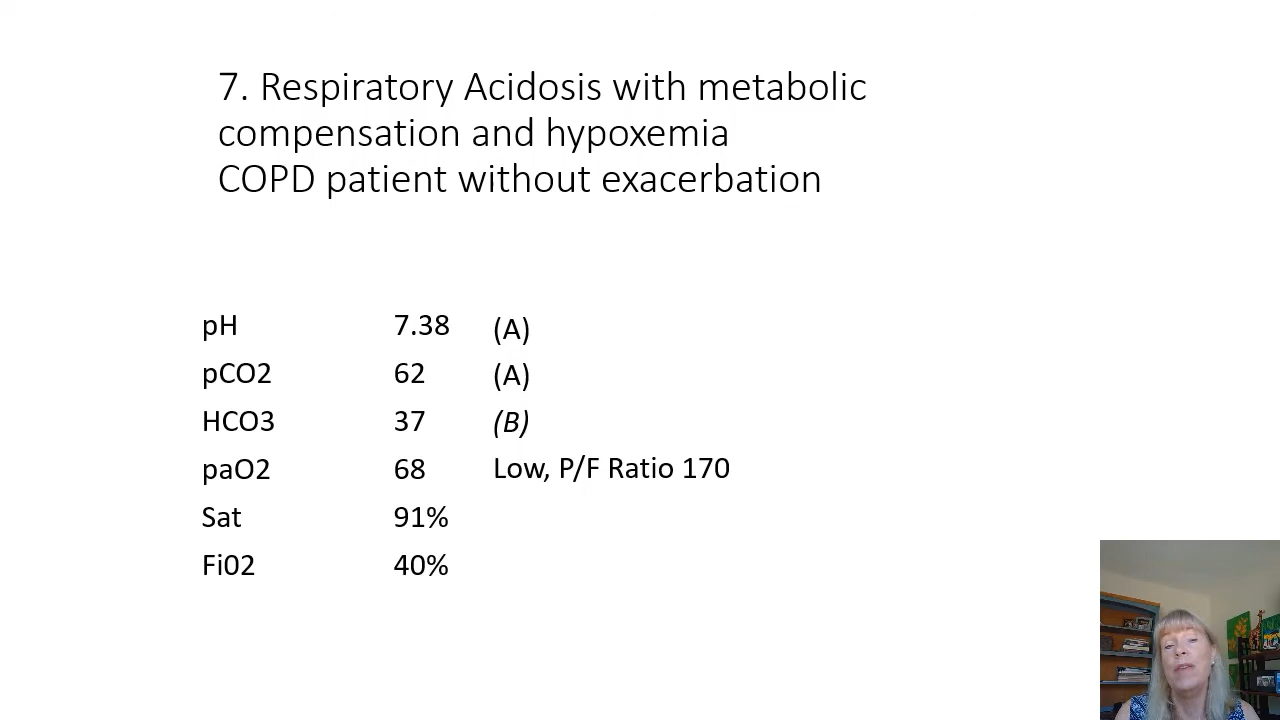 7. Respiratory Acidosis with metabolic
compensation and hypoxemia
COPD patient without exacerbation
pH 7.38 (A)
pCO2 62 (A)
HCO3 37 (B)
paO2 68 Low, P/F Ratio 170
Sat 91%
Fi02 40%